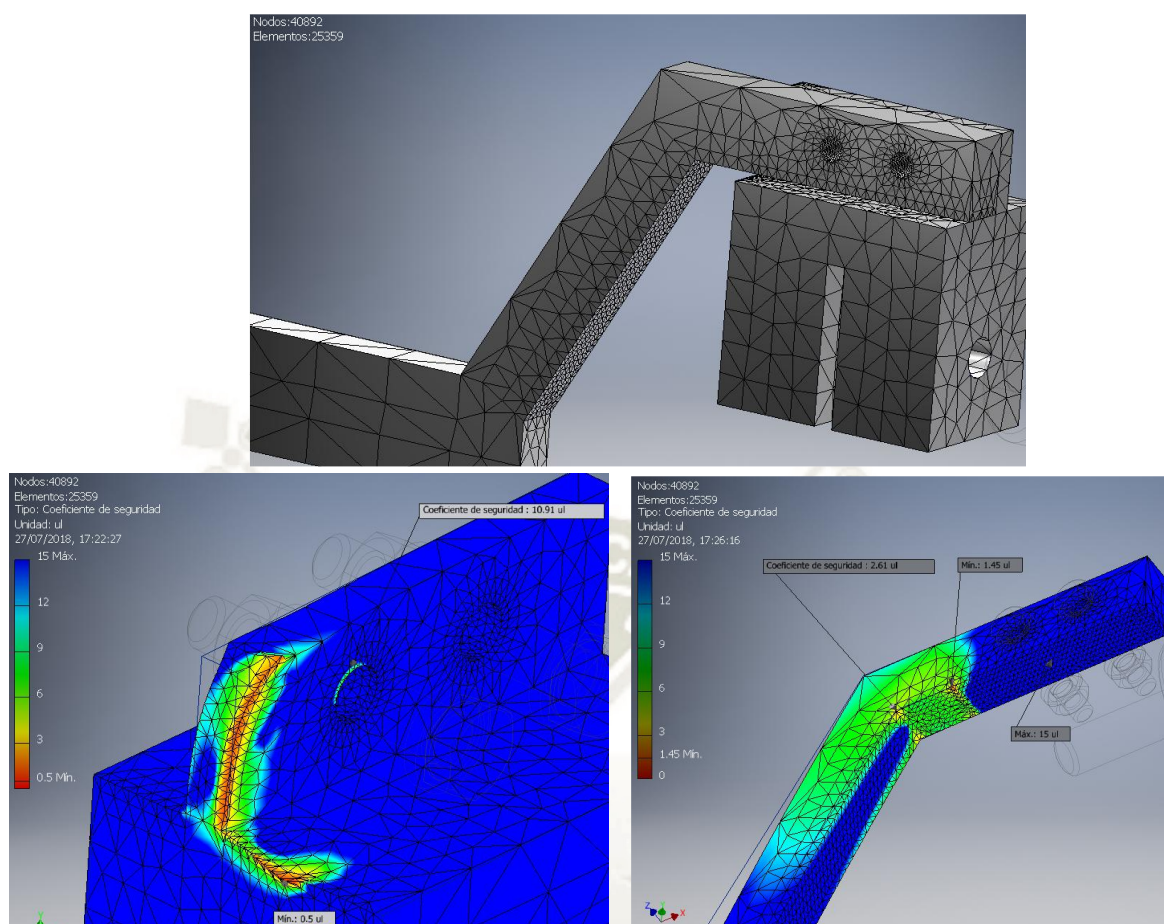 Nodos:40892
Elementos:25359
Nodos:40892
Elementos:25359
Tipo: Coeficiente de seguridad
Unidad: ul
27/07/2018, 17:22:27
15 Máx.
12
9
6
3
0.5 Mín.
Coeficiente de seguridad : 10.91 ul
Mín.: 0.5 ul
Y
Nodos:40892
Elementos:25359
Tipo: Coeficiente de seguridad
Unidad: ul
27/07/2018, 17:26:16
15 Máx.
12
9
6
3
1.45 Mín.
0
Coeficiente de seguridad : 2.61 ul
Mín.: 1.45 ul
Máx.: 15 ul
Z Y X